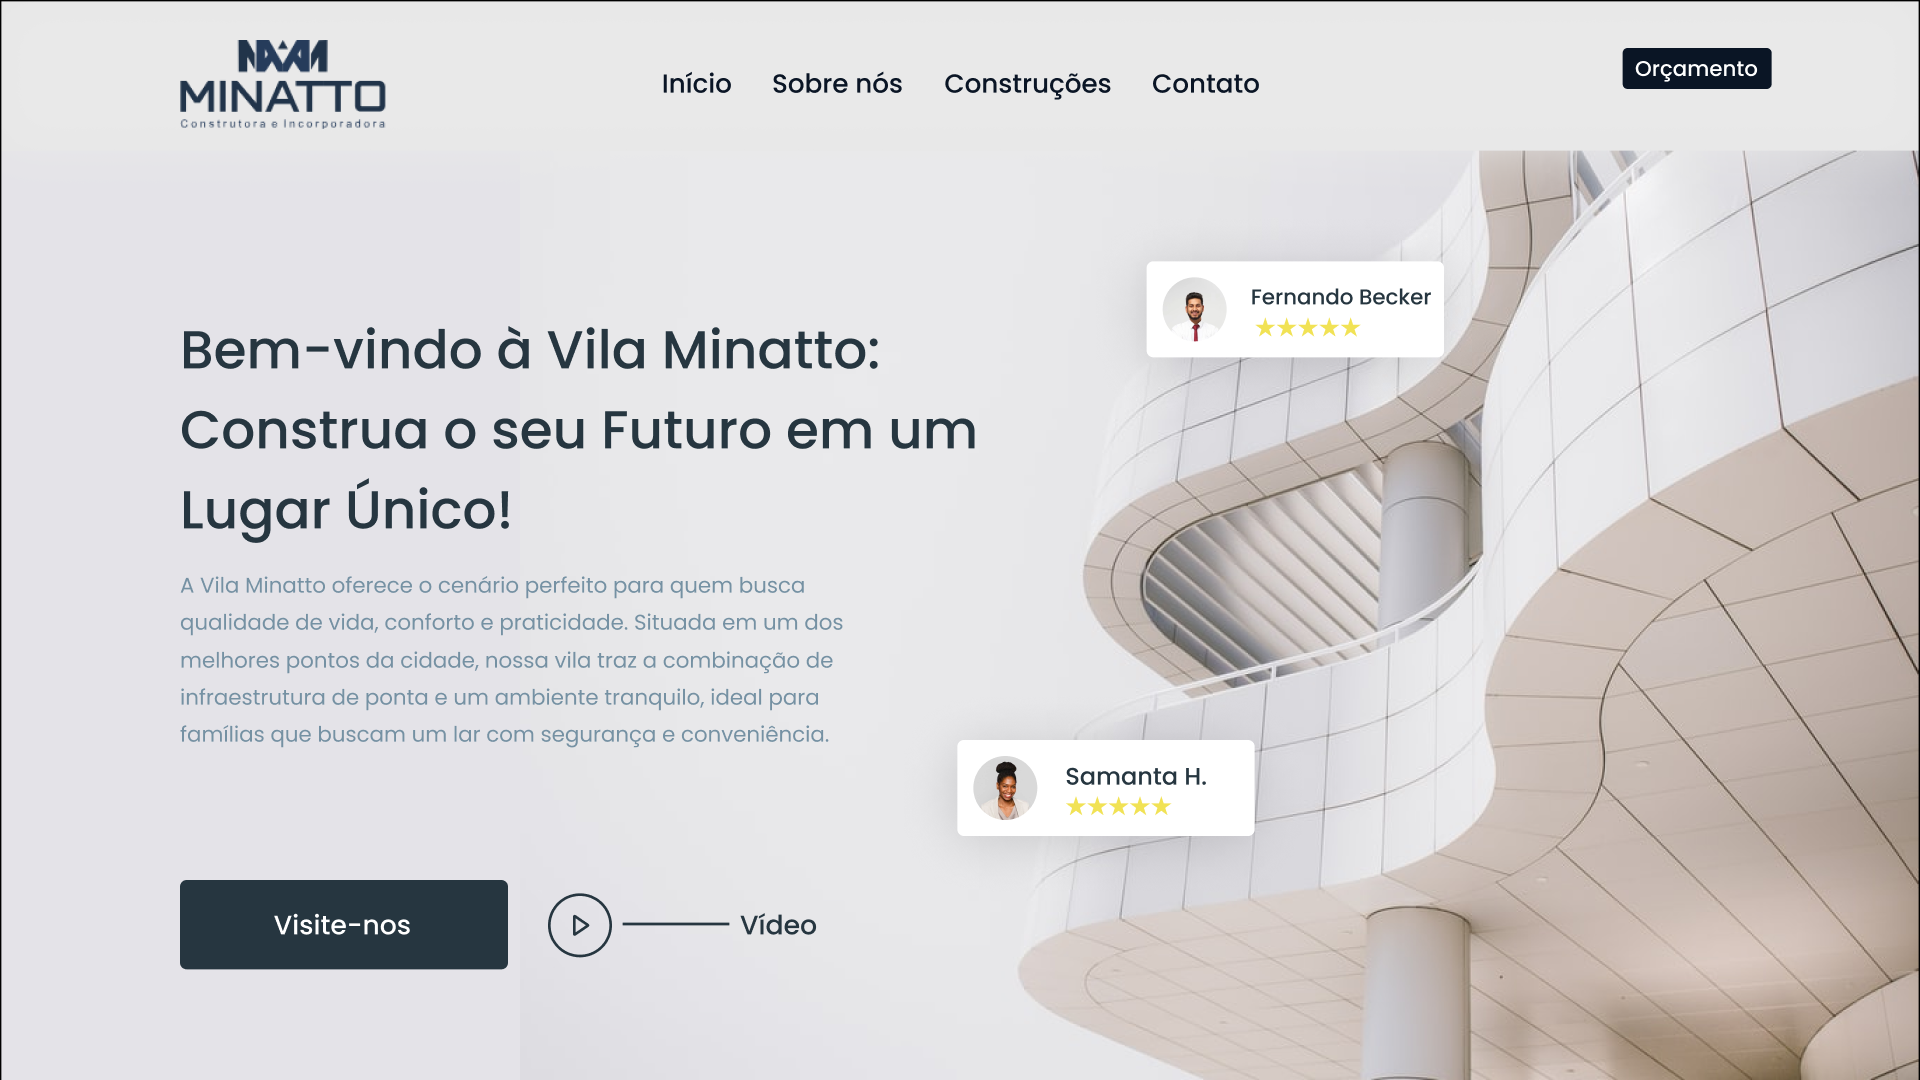 MINATTO
Construtora e Incorporadora
Início
Sobre nós
Construções
Contato
Orçamento
Bem-vindo à Vila Minatto:
Construa o seu Futuro em um
Lugar Único!
A Vila Minatto oferece o cenário perfeito para quem busca
qualidade de vida, conforto e praticidade. Situada em um dos
melhores pontos da cidade, nossa vila traz a combinação de
infraestrutura de ponta e um ambiente tranquilo, ideal para
famílias que buscam um lar com segurança e conveniência.
Fernando Becker
Samanta H.
Visite-nos
Vídeo